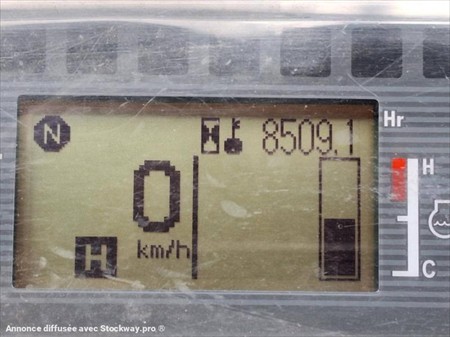 N 8509.1 Hr
H
0
km/h
H
C
Annonce diffusée avec Stockway.pro ®